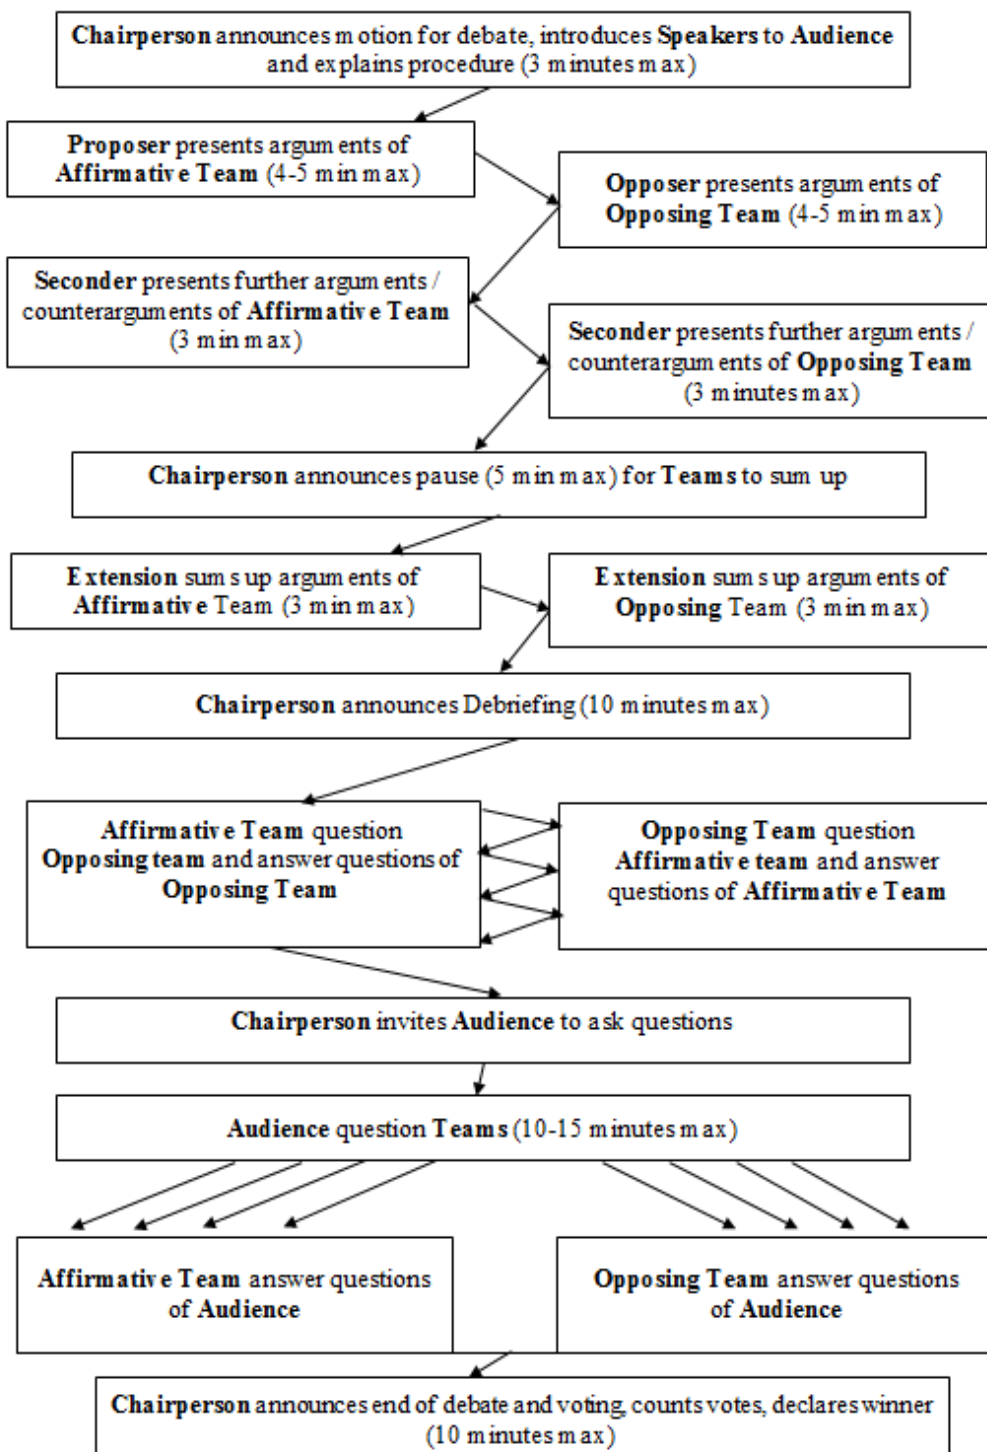 Chairperson announces motion for debate, introduces Speakers to Audience
and explains procedure (3 minutes max)
Proposer presents arguments of
Affirmative Team (4-5 min max)
Opposer presents arguments of
Opposing Team (4-5 min max)
Seconder presents further arguments /
counterarguments of Affirmative Team
(3 min max)
Seconder presents further arguments /
counterarguments of Opposing Team
(3 minutes max)
Chairperson announces pause (5 min max) for Teams to sum up
Extension sums up arguments of
Affirmative Team (3 min max)
Extension sums up arguments of
Opposing Team (3 min max)
Chairperson announces Debriefing (10 minutes max)
Affirmative Team question
Opposing team and answer questions of
Opposing Team
Opposing Team question
Affirmative team and answer
questions of Affirmative Team
Chairperson invites Audience to ask questions
Audience question Teams (10-15 minutes max)
Affirmative Team answer questions
of Audience
Opposing Team answer questions
of Audience
Chairperson announces end of debate and voting, counts votes, declares winner
(10 minutes max)